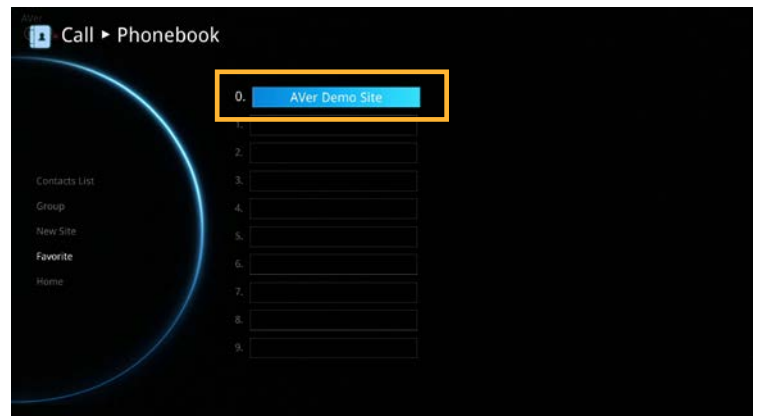 AVer
Call ▸ Phonebook
0. AVer Demo Site
1.
2.
Contacts List
3.
Group
4.
New Site
5.
Favorite
6.
Home
7.
8.
9.